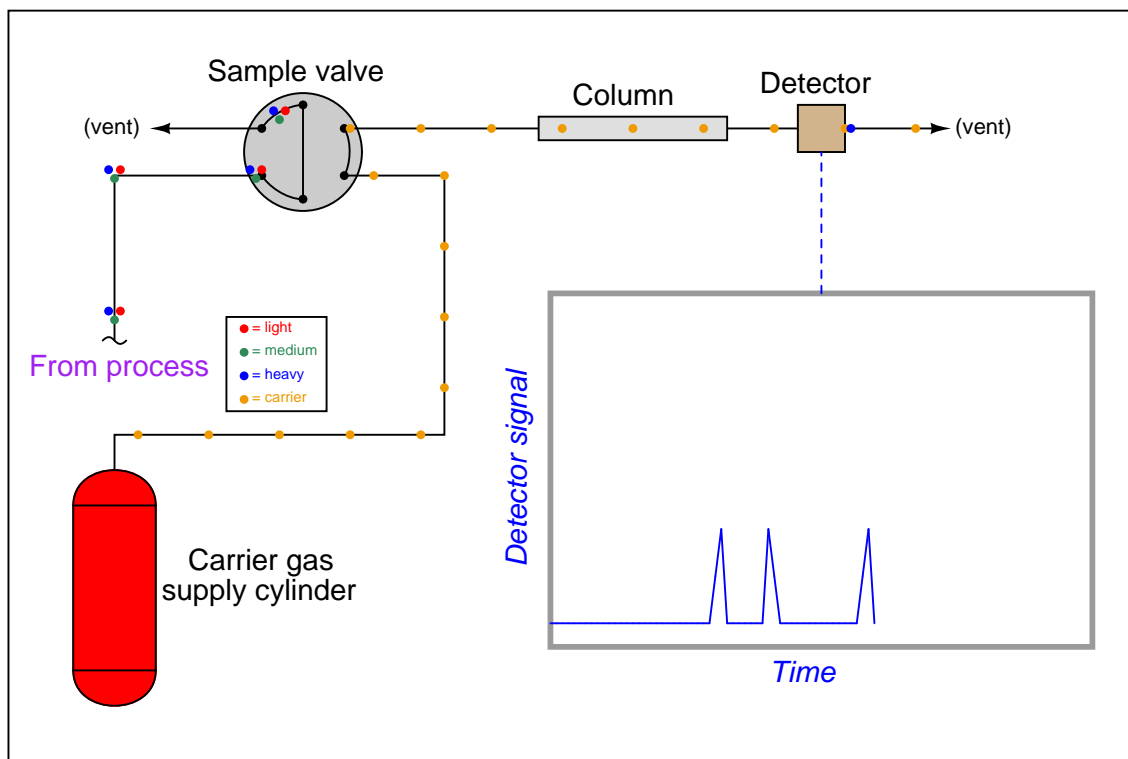 Sample valve
Column
Detector
(vent)
(vent)
= light
= medium
= heavy
= carrier
From process
Detector signal
Carrier gas
supply cylinder
Time